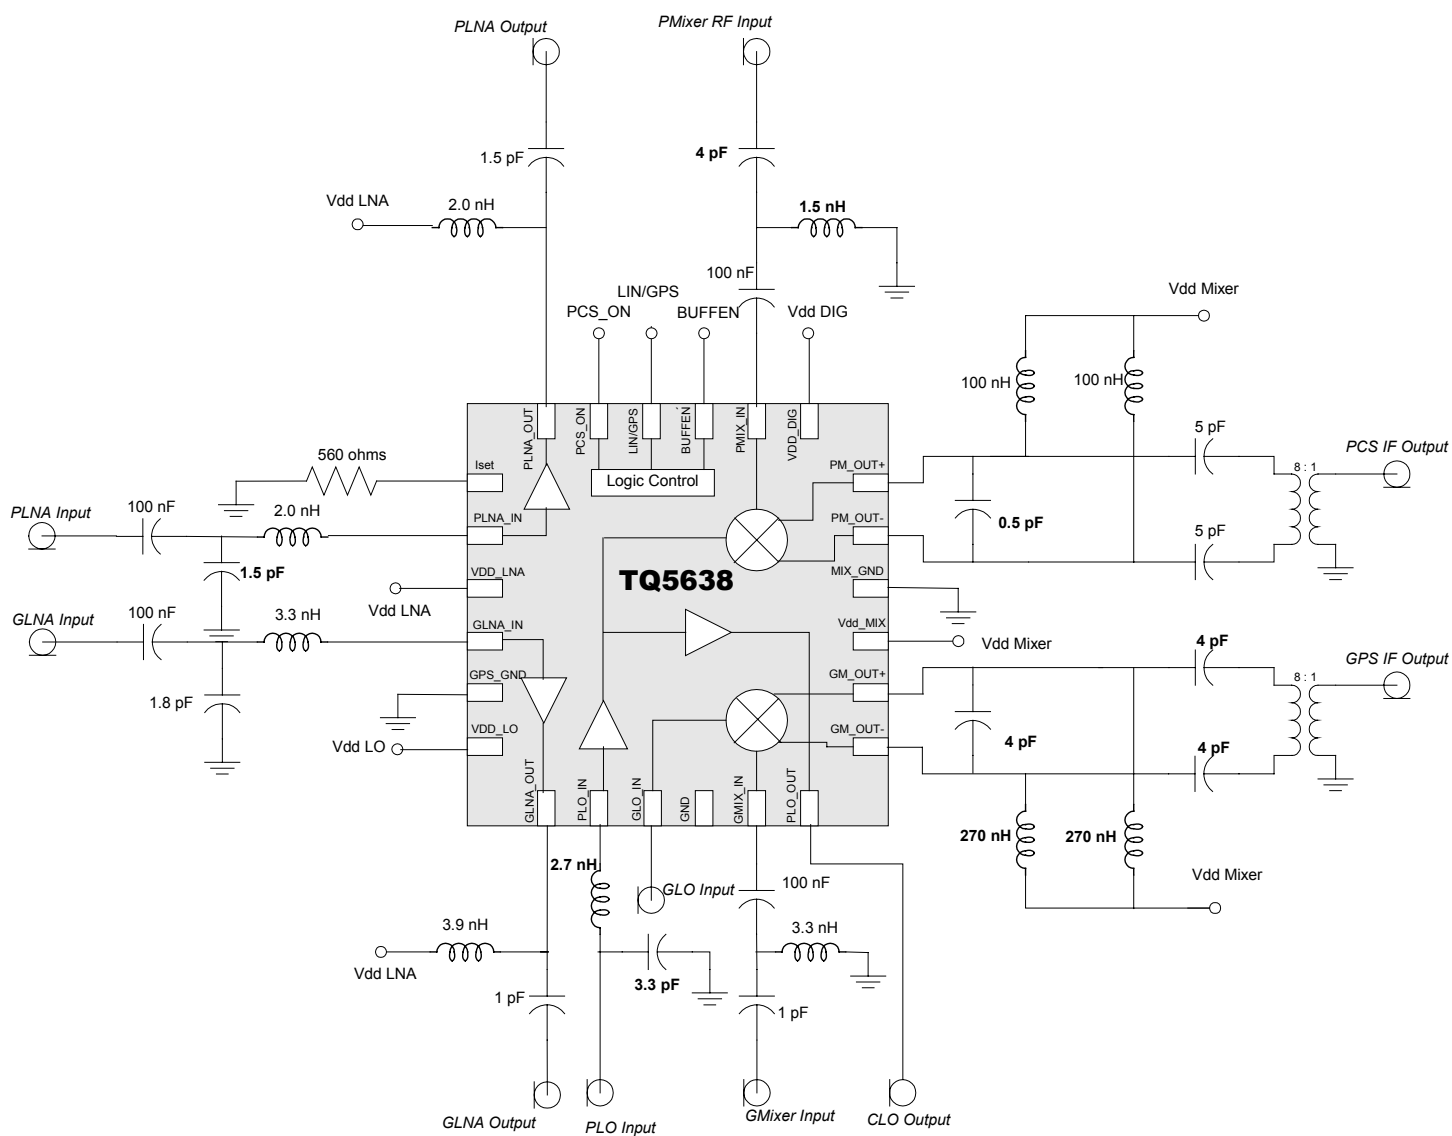 PLNA Output
PMixer RF Input
1.5 pF
4 pF
Vdd LNA
2.0 nH
1.5 nH
100 nF
LIN/GPS
PCS_ON
BUFFEN
Vdd DIG
Vdd Mixer
100 nH
100 nH
PLNA_OUT
PCS_ON
LIN/GPS
BUFFEN
PMIX_IN
VDD_DIG
5 pF
PCS IF Output
560 ohms
Iset
Logic Control
PM_OUT+
8 : 1
PLNA Input
100 nF
2.0 nH
PLNA_IN
PM_OUT-
0.5 pF
5 pF
1.5 pF
VDD_LNA
TQ5638
MIX_GND
Vdd LNA
GLNA Input
100 nF
3.3 nH
GLNA_IN
Vdd_MIX
Vdd Mixer
4 pF
GPS IF Output
GPS_GND
GM_OUT+
8 : 1
1.8 pF
VDD_LO
GM_OUT-
4 pF
4 pF
Vdd LO
GLNA_OUT
PLO_IN
GLO_IN
GND
GMIX_IN
PLO_OUT
270 nH
270 nH
2.7 nH
GLO Input
100 nF
Vdd Mixer
3.9 nH
3.3 nH
Vdd LNA
3.3 pF
1 pF
1 pF
GLNA Output
PLO Input
GMixer Input
CLO Output